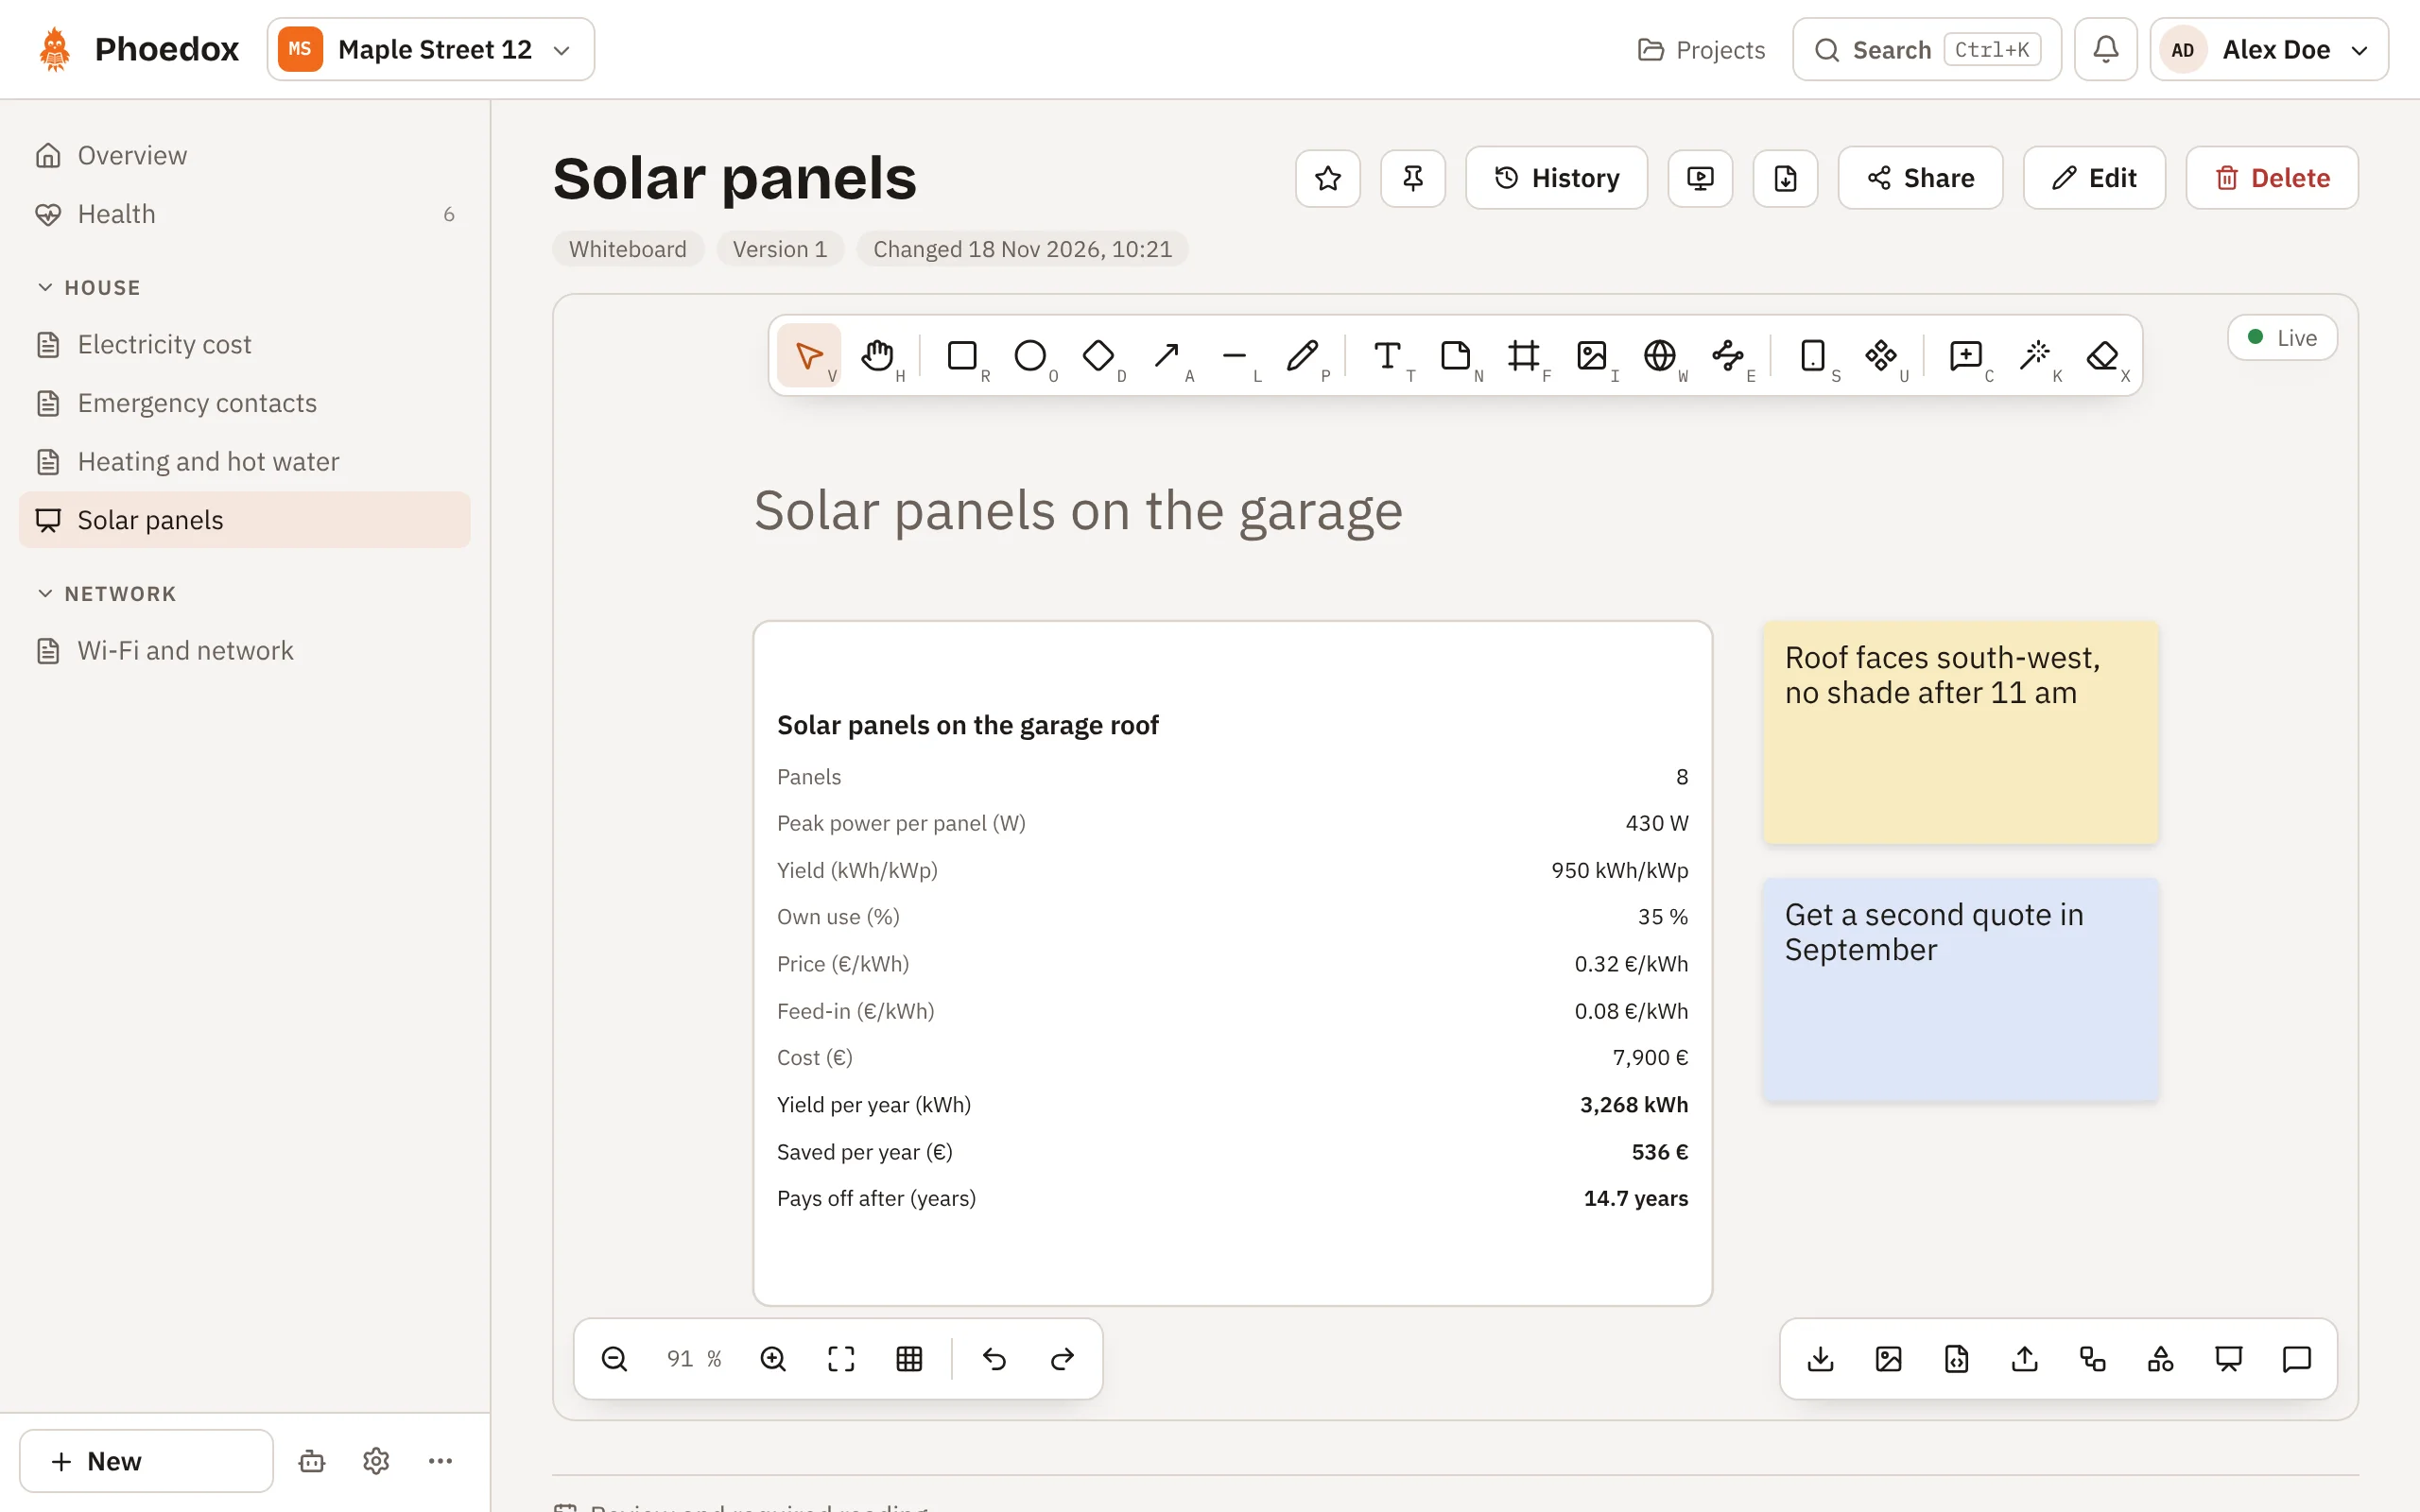 Phoedox
MS Maple Street 12
Projects
Search Ctrl+K
AD Alex Doe
Overview
Health 6
HOUSE
Electricity cost
Emergency contacts
Heating and hot water
Solar panels
NETWORK
Wi-Fi and network
New
Solar panels
History
Share
Edit
Delete
Whiteboard
Version 1
Changed 18 Nov 2026, 10:21
V H R O D A L P T N F I W E S U C K X
Live
Solar panels on the garage
Solar panels on the garage roof
Panels 8
Peak power per panel (W) 430 W
Yield (kWh/kWp) 950 kWh/kWp
Own use (%) 35 %
Price (€/kWh) 0.32 €/kWh
Feed-in (€/kWh) 0.08 €/kWh
Cost (€) 7,900 €
Yield per year (kWh) 3,268 kWh
Saved per year (€) 536 €
Pays off after (years) 14.7 years
Roof faces south-west,
no shade after 11 am
Get a second quote in
September
91 %
Review and required reading